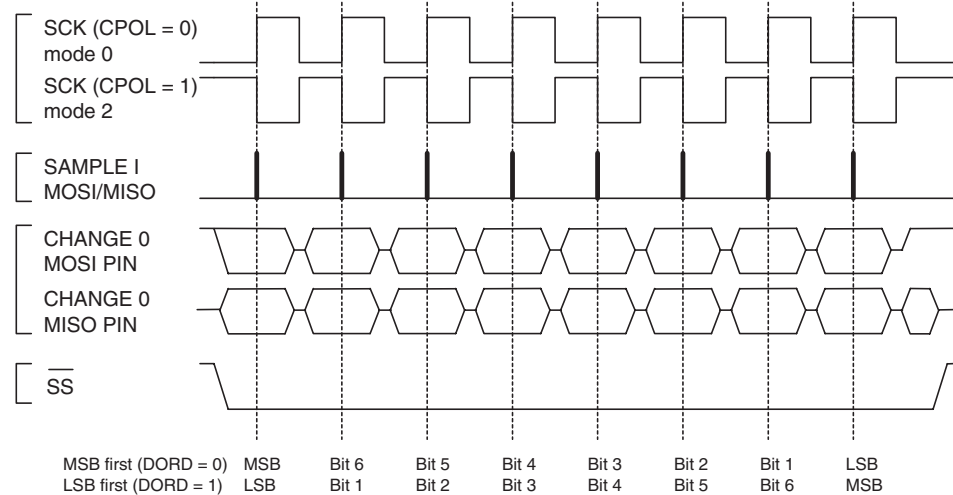 SCK (CPOL = 0)
mode 0
SCK (CPOL = 1)
mode 2
SAMPLE I
MOSI/MISO
CHANGE 0
MOSI PIN
CHANGE 0
MISO PIN
SS
MSB first (DORD = 0) MSB Bit 6 Bit 5 Bit 4 Bit 3 Bit 2 Bit 1 LSB
LSB first (DORD = 1) LSB Bit 1 Bit 2 Bit 3 Bit 4 Bit 5 Bit 6 MSB